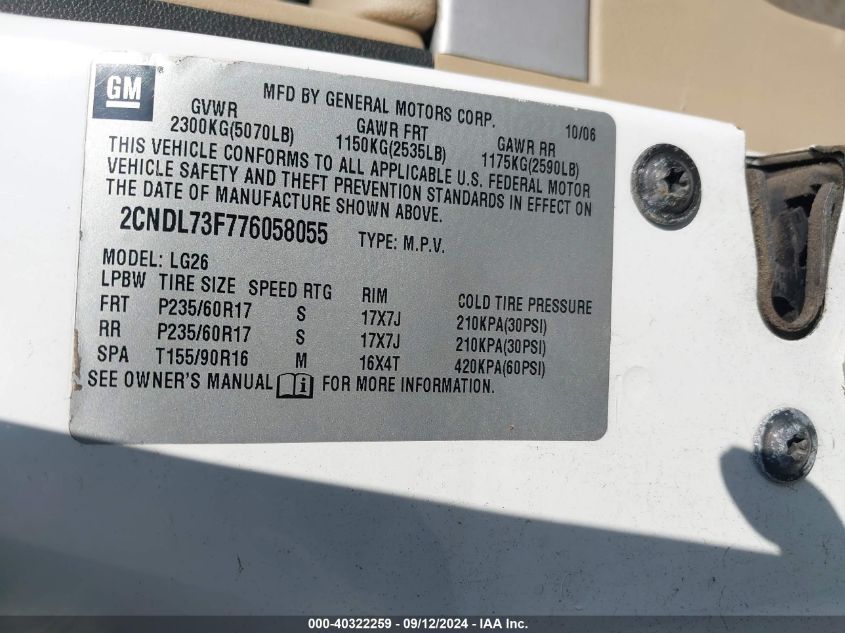 GM
MFD BY GENERAL MOTORS CORP.
10/06
GVWR GAWR FRT GAWR RR
2300KG(5070LB) 1150KG(2535LB) 1175KG(2590LB)
THIS VEHICLE CONFORMS TO ALL APPLICABLE U.S. FEDERAL MOTOR
VEHICLE SAFETY AND THEFT PREVENTION STANDARDS IN EFFECT ON
THE DATE OF MANUFACTURE SHOWN ABOVE.
2CNDL73F776058055 TYPE: M.P.V.
MODEL: LG26
LPBW TIRE SIZE SPEED RTG RIM COLD TIRE PRESSURE
FRT P235/60R17 S 17X7J 210KPA(30PSI)
RR P235/60R17 S 17X7J 210KPA(30PSI)
SPA T155/90R16 M 16X4T 420KPA(60PSI)
SEE OWNER'S MANUAL i FOR MORE INFORMATION.
000-40322259 - 09/12/2024 - IAA Inc.